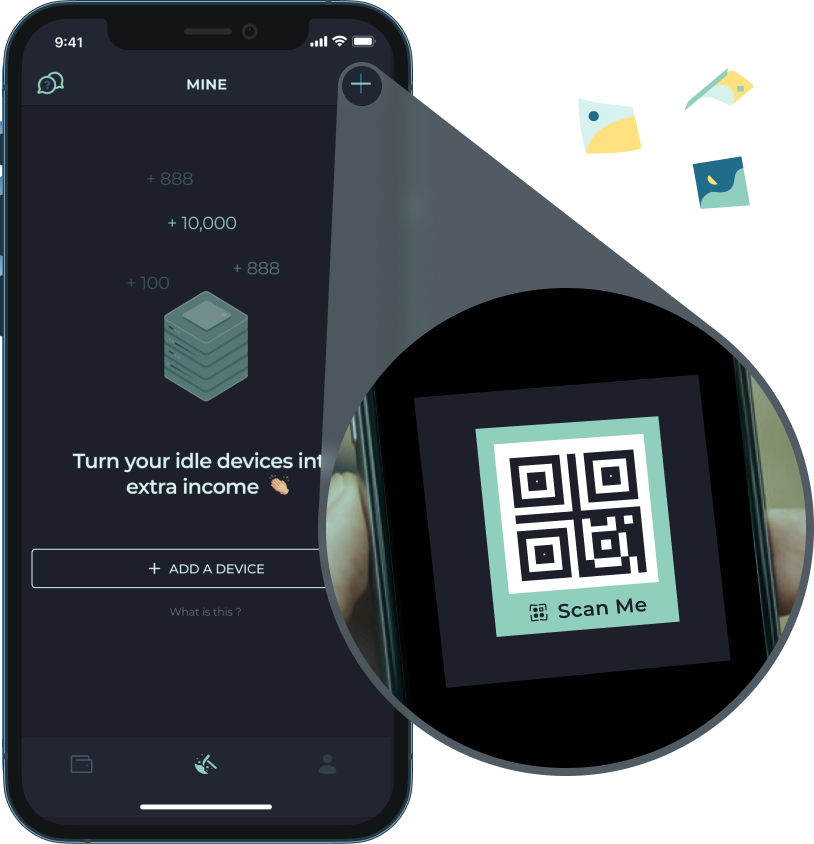 9:41
?
MINE
+ 888
+ 10,000
+ 888
+ 100
Turn your idle devices int
extra income
+ ADD A DEVICE
What is this ?
Scan Me